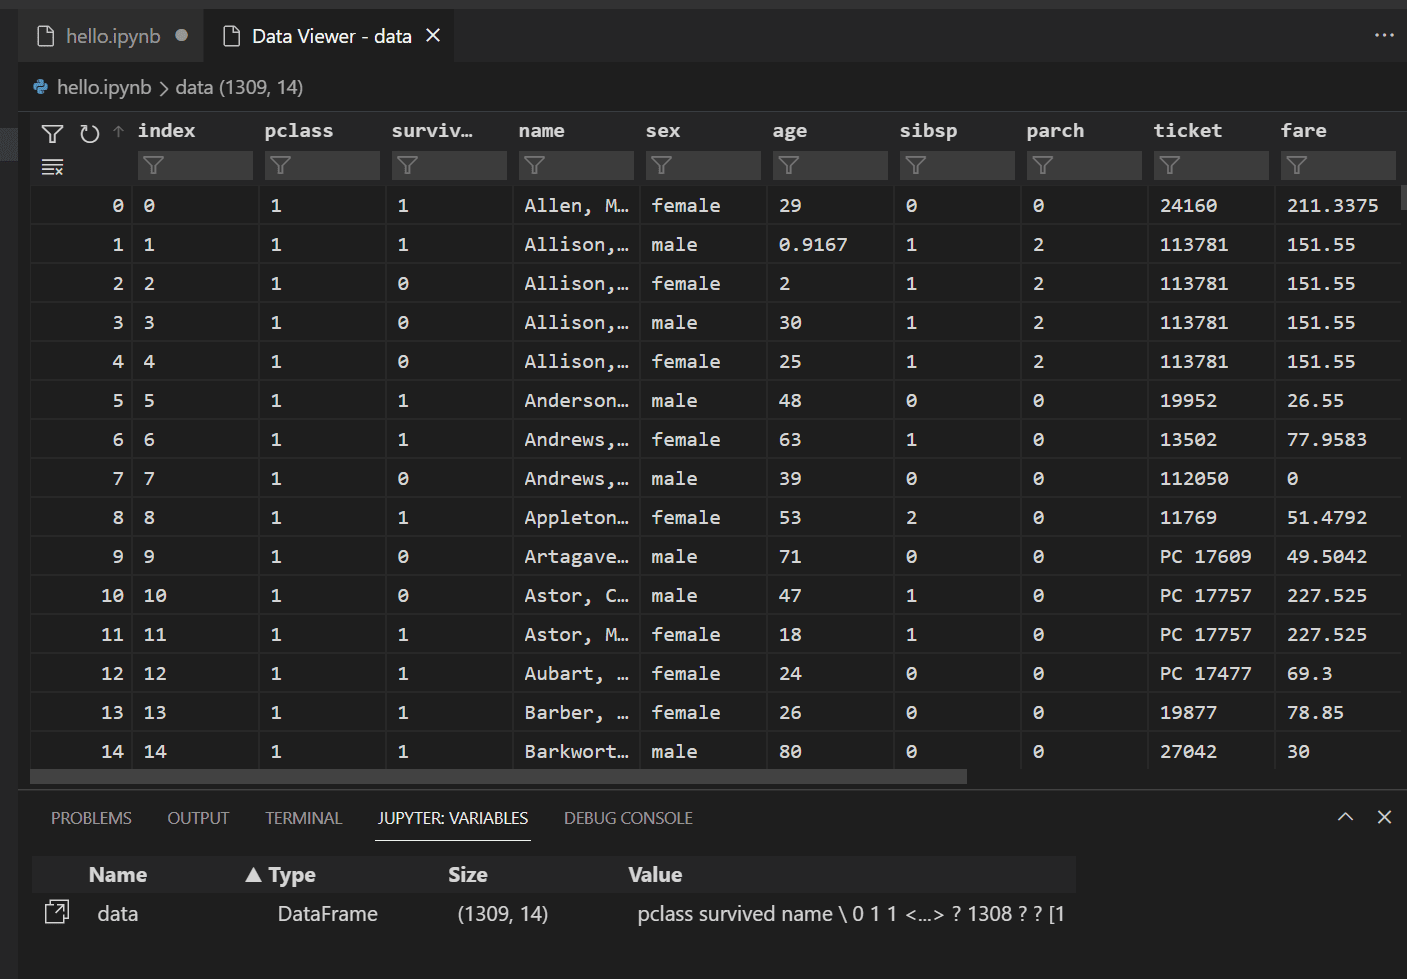 hello.ipynb Data Viewer - data
hello.ipynb > data (1309, 14)
index pclass surviv… name sex age sibsp parch ticket fare
0 0 1 1 Allen, M… female 29 0 0 24160 211.3375
1 1 1 1 Allison,… male 0.9167 1 2 113781 151.55
2 2 1 0 Allison,… female 2 1 2 113781 151.55
3 3 1 0 Allison,… male 30 1 2 113781 151.55
4 4 1 0 Allison,… female 25 1 2 113781 151.55
5 5 1 1 Anderson… male 48 0 0 19952 26.55
6 6 1 1 Andrews,… female 63 1 0 13502 77.9583
7 7 1 0 Andrews,… male 39 0 0 112050 0
8 8 1 1 Appleton… female 53 2 0 11769 51.4792
9 9 1 0 Artagave… male 71 0 0 PC 17609 49.5042
10 10 1 0 Astor, C… male 47 1 0 PC 17757 227.525
11 11 1 1 Astor, M… female 18 1 0 PC 17757 227.525
12 12 1 1 Aubart, … female 24 0 0 PC 17477 69.3
13 13 1 1 Barber, … female 26 0 0 19877 78.85
14 14 1 1 Barkwort… male 80 0 0 27042 30
PROBLEMS OUTPUT TERMINAL JUPYTER: VARIABLES DEBUG CONSOLE
Name ▲ Type Size Value
data DataFrame (1309, 14) pclass survived name \ 0 1 1 <...> ? 1308 ? ? [1